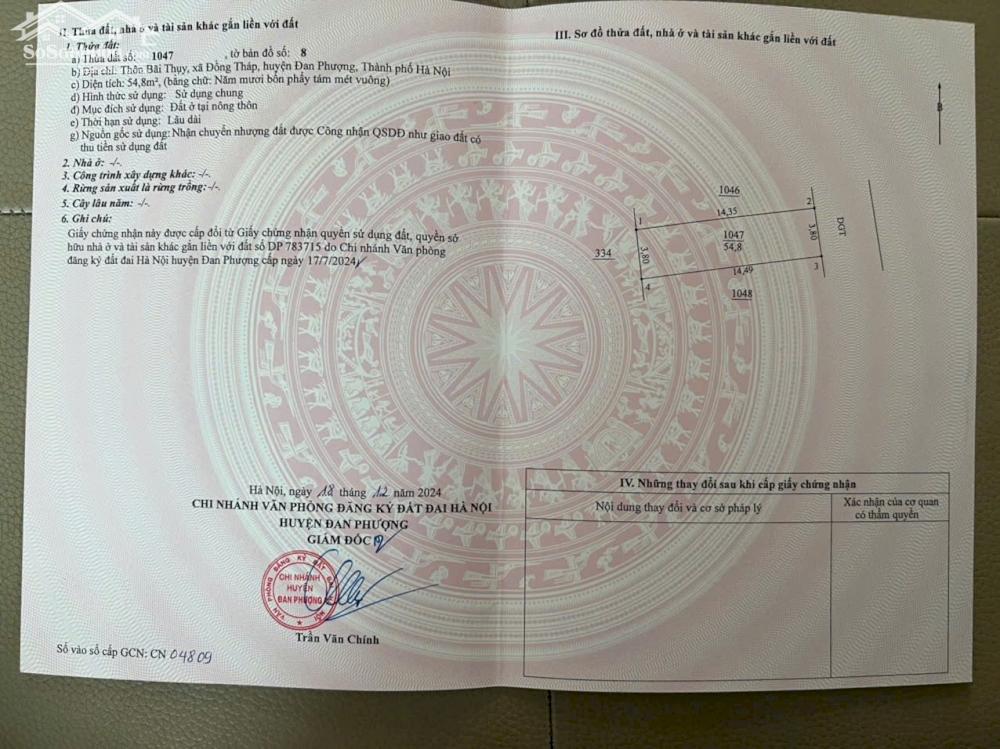 II. Thửa đất, nhà ở và tài sản khác gắn liền với đất
1. Thửa đất:
a) Thửa đất số: 1047 , tờ bản đồ số: 8
b) Địa chỉ: Thôn Bãi Thụy, xã Đồng Tháp, huyện Đan Phượng, Thành phố Hà Nội
c) Diện tích: 54,8m², (bằng chữ: Năm mươi bốn phẩy tám mét vuông)
d) Hình thức sử dụng: Sử dụng chung
đ) Mục đích sử dụng: Đất ở tại nông thôn
e) Thời hạn sử dụng: Lâu dài
g) Nguồn gốc sử dụng: Nhận chuyển nhượng đất được Công nhận QSDĐ như giao đất có
thu tiền sử dụng đất
2. Nhà ở: -/-.
3. Công trình xây dựng khác: -/-.
4. Rừng sản xuất là rừng trồng:-/-.
5. Cây lâu năm: -/-.
6. Ghi chú:
Giấy chứng nhận này được cấp đổi từ Giấy chứng nhận quyền sử dụng đất, quyền sở
hữu nhà ở và tài sản khác gắn liền với đất số DP 783715 do Chi nhánh Văn phòng
đăng ký đất đai Hà Nội huyện Đan Phượng cấp ngày 17/7/2024
Hà Nội, ngày 18 tháng 12 năm 2024
CHI NHÁNH VĂN PHÒNG ĐĂNG KÝ ĐẤT ĐAI HÀ NỘI
HUYỆN ĐAN PHƯỢNG
GIÁM ĐỐC
VĂN PHÒNG ĐĂNG KÝ ĐẤT ĐAI HÀ NỘI
CHI NHÁNH
HUYỆN
ĐAN PHƯỢNG
Trần Văn Chính
Số vào sổ cấp GCN: CN 04809
III. Sơ đồ thửa đất, nhà ở và tài sản khác gắn liền với đất
B
1046
1
14,35
2
334
3,80
1047
54,8
3,80
DGT
4
14,49
3
1048
IV. Những thay đổi sau khi cấp giấy chứng nhận
Nội dung thay đổi và cơ sở pháp lý
Xác nhận của cơ quan
có thẩm quyền